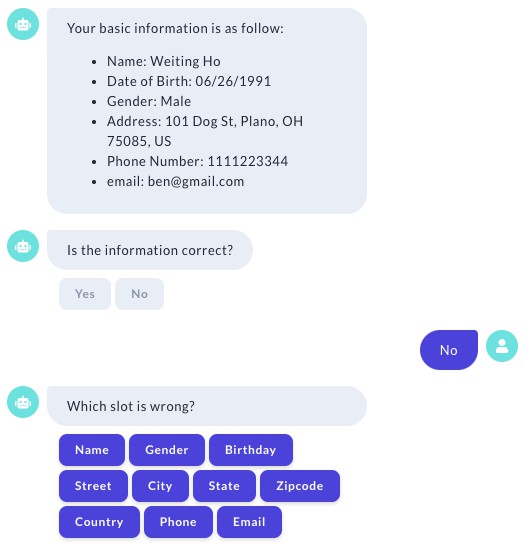 Your basic information is as follow:
• Name: Weiting Ho
• Date of Birth: 06/26/1991
• Gender: Male
• Address: 101 Dog St, Plano, OH
75085, US
• Phone Number: 1111223344
• email: ben@gmail.com
Is the information correct?
Yes No
No
Which slot is wrong?
Name Gender Birthday
Street City State Zipcode
Country Phone Email